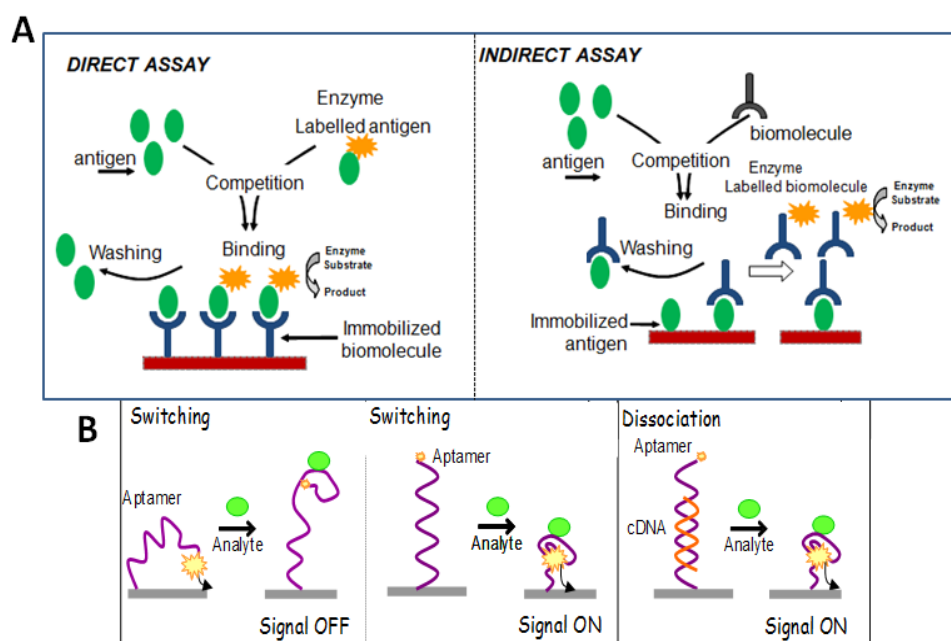 A
DIRECT ASSAY
antigen
Enzyme
Labelled antigen
Competition
Binding
Washing
Enzyme
Substrate
Product
Immobilized
biomolecule
INDIRECT ASSAY
antigen
biomolecule
Competition
Binding
Enzyme
Labelled biomolecule
Enzyme
Substrate
Product
Washing
Immobilized
antigen
B
Switching
Aptamer
Analyte
Signal OFF
Switching
Aptamer
Analyte
Signal ON
Dissociation
Aptamer
cDNA
Analyte
Signal ON